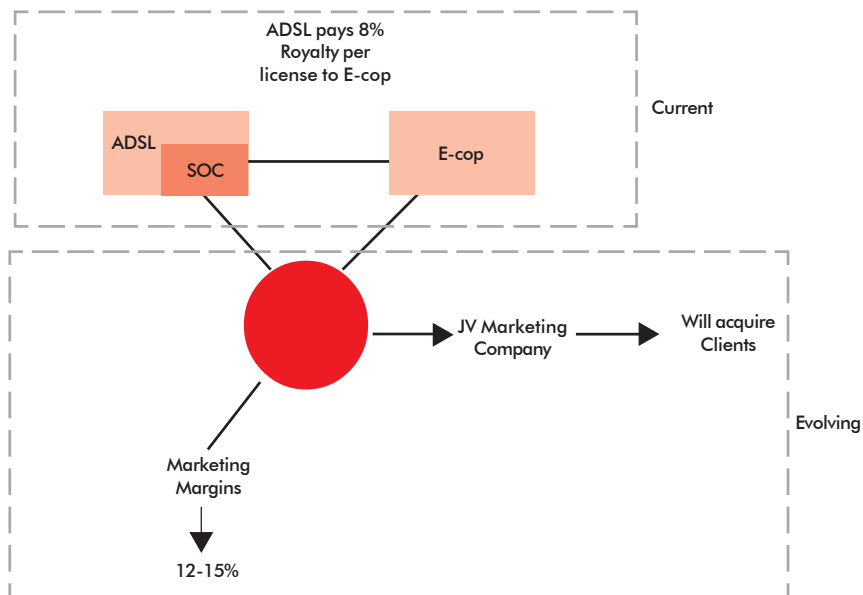 ADSL pays 8%
Royalty per
license to E-cop
Current
ADSL
SOC
E-cop
JV Marketing
Company
Will acquire
Clients
Evolving
Marketing
Margins
12-15%